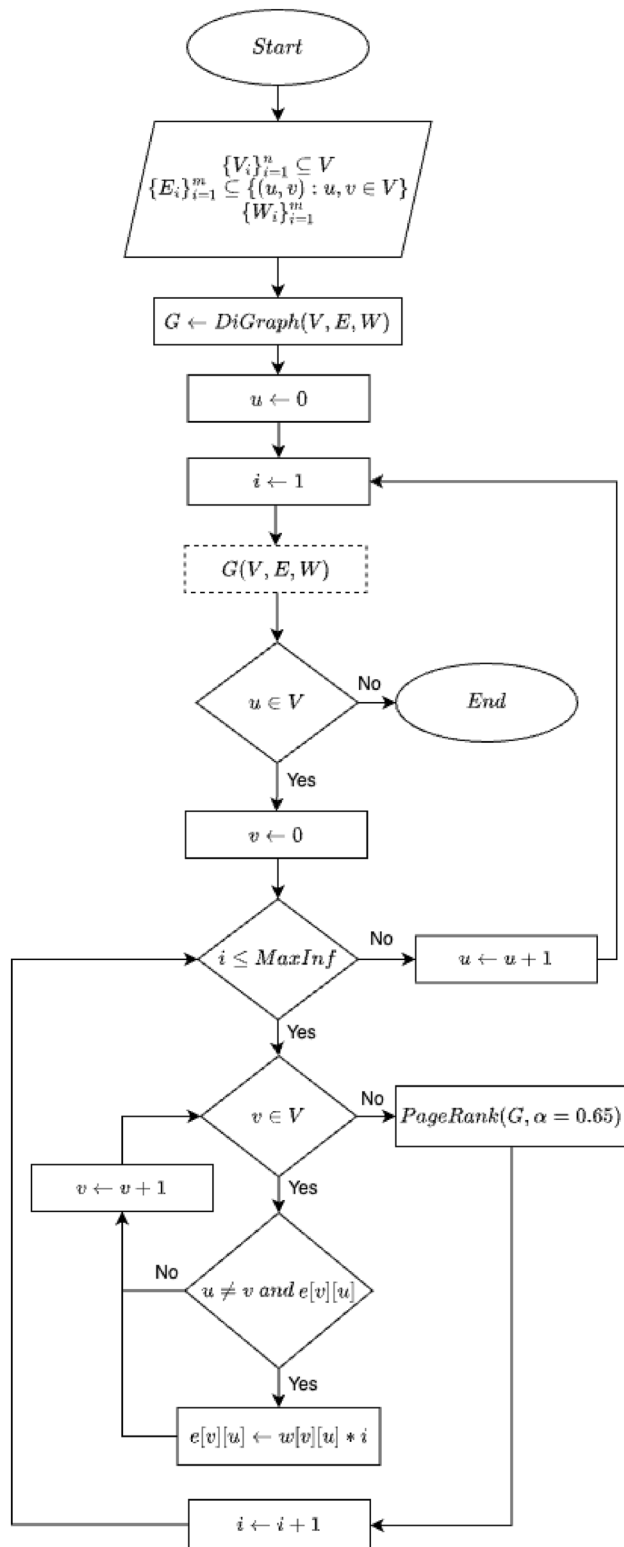 Start
{V_i}_{i=1}^n ⊆ V
{E_i}_{i=1}^m ⊆ {(u, v) : u, v ∈ V}
{W_i}_{i=1}^m
G ← DiGraph(V, E, W)
u ← 0
i ← 1
G(V, E, W)
u ∈ V
No
End
Yes
v ← 0
i ≤ MaxInf
No
u ← u + 1
Yes
v ∈ V
No
PageRank(G, α = 0.65)
v ← v + 1
Yes
No
u ≠ v and e[v][u]
Yes
e[v][u] ← w[v][u] * i
i ← i + 1